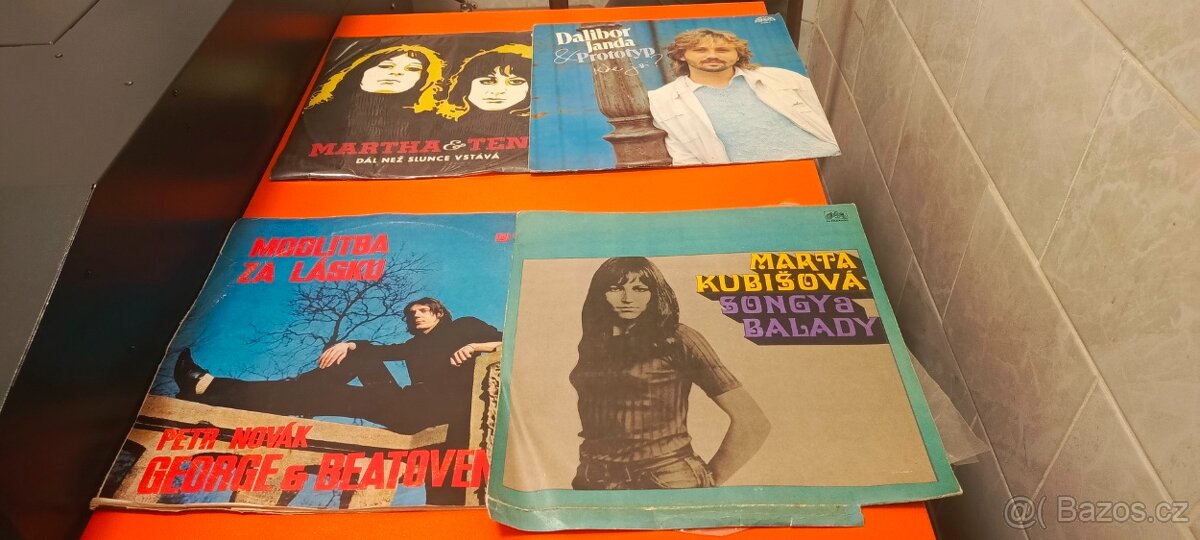 MARTHA & TEN
DÁL NEŽ SLUNCE VSTÁVÁ
Dalibor
Janda
& Prototyp
MODLITBA
ZA LÁSKU
PETR NOVÁK
GEORGE & BEATOVEN
MARTA
KUBIŠOVÁ
SONGY &
BALADY
Bazos.cz